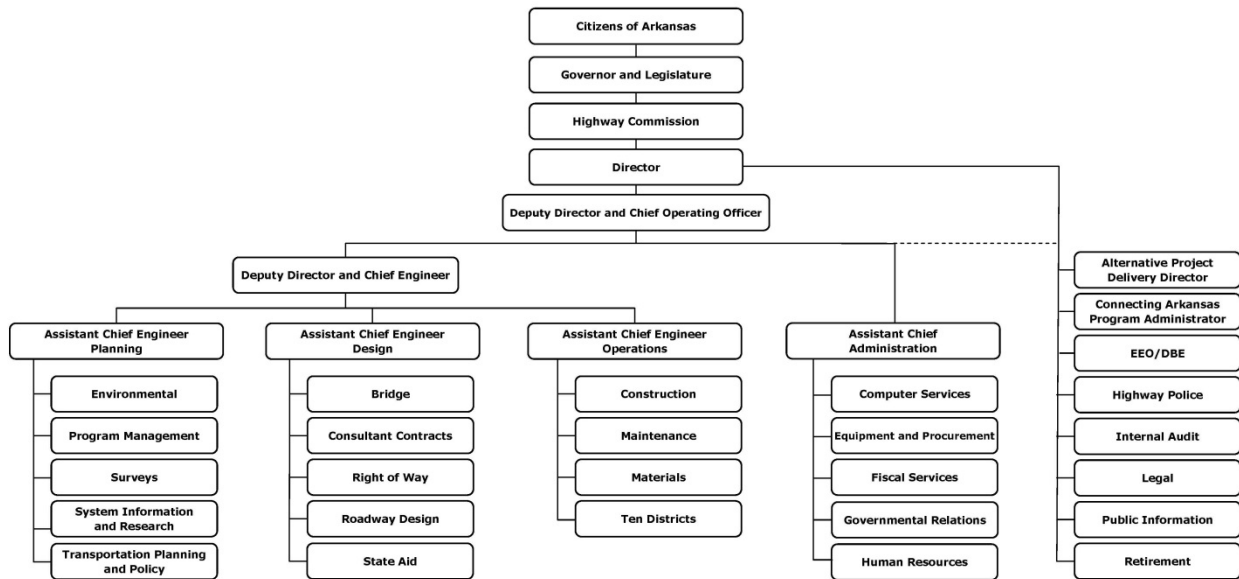 Citizens of Arkansas
Governor and Legislature
Highway Commission
Director
Deputy Director and Chief Operating Officer
Deputy Director and Chief Engineer
Assistant Chief Engineer
Planning
Environmental
Program Management
Surveys
System Information
and Research
Transportation Planning
and Policy
Assistant Chief Engineer
Design
Bridge
Consultant Contracts
Right of Way
Roadway Design
State Aid
Assistant Chief Engineer
Operations
Construction
Maintenance
Materials
Ten Districts
Assistant Chief
Administration
Computer Services
Equipment and Procurement
Fiscal Services
Governmental Relations
Human Resources
Alternative Project
Delivery Director
Connecting Arkansas
Program Administrator
EEO/DBE
Highway Police
Internal Audit
Legal
Public Information
Retirement